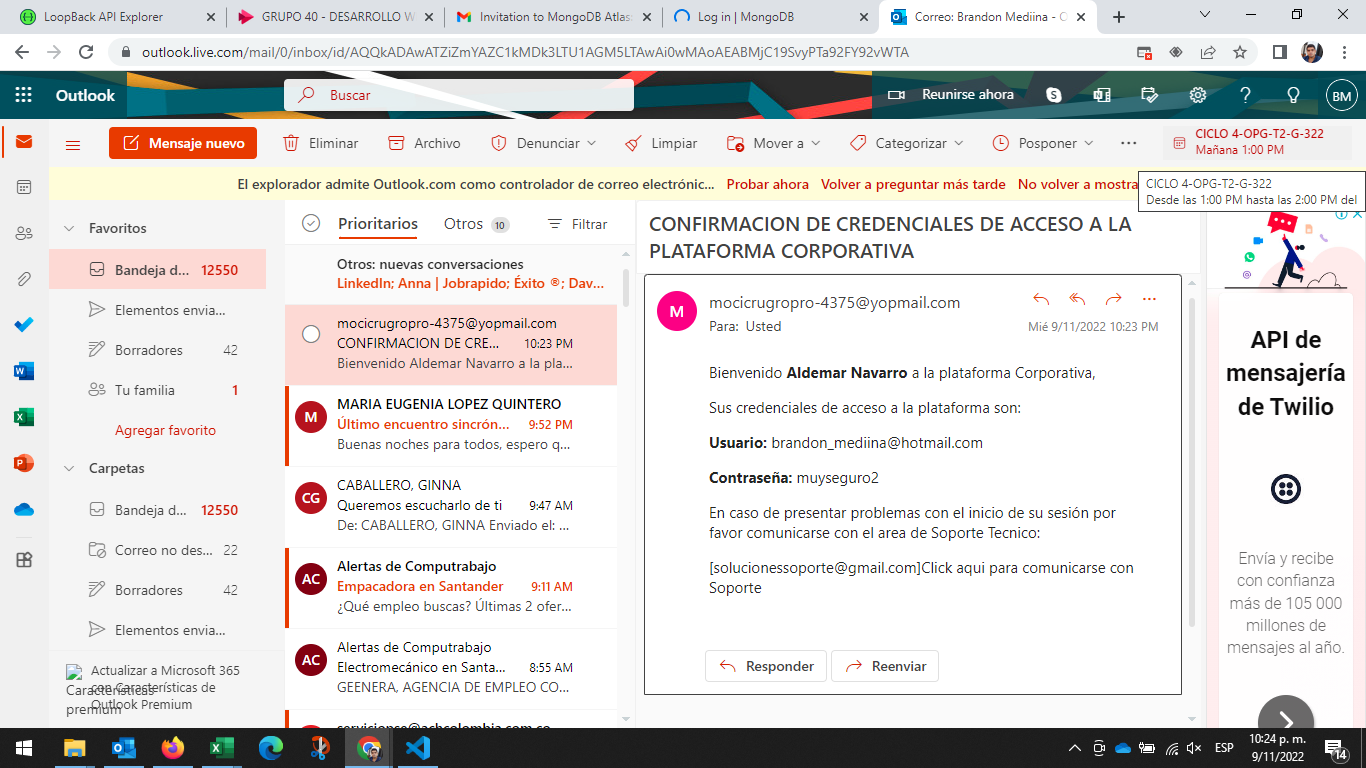 LoopBack API Explorer
GRUPO 40 - DESARROLLO W
Invitation to MongoDB Atlas
Log in | MongoDB
Correo: Brandon Mediina - O
outlook.live.com/mail/0/inbox/id/AQQkADAwATZiZmYAZC1kMDk3LTU1AGM5LTAwAi0wMAoAEABMjC19SvyPTa92FY92vWTA
Outlook
Buscar
Reunirse ahora
BM
Mensaje nuevo
Eliminar
Archivo
Denunciar
Limpiar
Mover a
Categorizar
Posponer
CICLO 4-OPG-T2-G-322
Mañana 1:00 PM
El explorador admite Outlook.com como controlador de correo electrónic...
Probar ahora
Volver a preguntar más tarde
No volver a mostra
CICLO 4-OPG-T2-G-322
Desde las 1:00 PM hasta las 2:00 PM del
Favoritos
Bandeja d... 12550
Elementos envia...
Borradores 42
Tu familia 1
Agregar favorito
Carpetas
Bandeja d... 12550
Correo no des... 22
Borradores 42
Elementos envia...
Actualizar a Microsoft 365
con Características de
Outlook Premium
Características
premium
Prioritarios
Otros 10
Filtrar
Otros: nuevas conversaciones
LinkedIn; Anna | Jobrapido; Éxito ®; Dav...
mocicrugropro-4375@yopmail.com
CONFIRMACION DE CRE... 10:23 PM
Bienvenido Aldemar Navarro a la pla...
M
MARIA EUGENIA LOPEZ QUINTERO
Último encuentro sincrón... 9:52 PM
Buenas noches para todos, espero q...
CG
CABALLERO, GINNA
Queremos escucharlo de ti 9:47 AM
De: CABALLERO, GINNA Enviado el: ...
AC
Alertas de Computrabajo
Empacadora en Santander 9:11 AM
¿Qué empleo buscas? Últimas 2 ofer...
AC
Alertas de Computrabajo
Electromecánico en Santa... 8:55 AM
GEENERA, AGENCIA DE EMPLEO CO...
serviciopse@achcolombia.com.co
CONFIRMACION DE CREDENCIALES DE ACCESO A LA
PLATAFORMA CORPORATIVA
M
mocicrugropro-4375@yopmail.com
Para: Usted
Mié 9/11/2022 10:23 PM
Bienvenido Aldemar Navarro a la plataforma Corporativa,
Sus credenciales de acceso a la plataforma son:
Usuario: brandon_mediina@hotmail.com
Contraseña: muyseguro2
En caso de presentar problemas con el inicio de su sesión por
favor comunicarse con el area de Soporte Tecnico:
[solucionessoporte@gmail.com]Click aqui para comunicarse con
Soporte
Responder
Reenviar
API de
mensajería
de Twilio
Envía y recibe
con confianza
más de 105 000
millones de
mensajes al año.
ESP
10:24 p. m.
9/11/2022
14